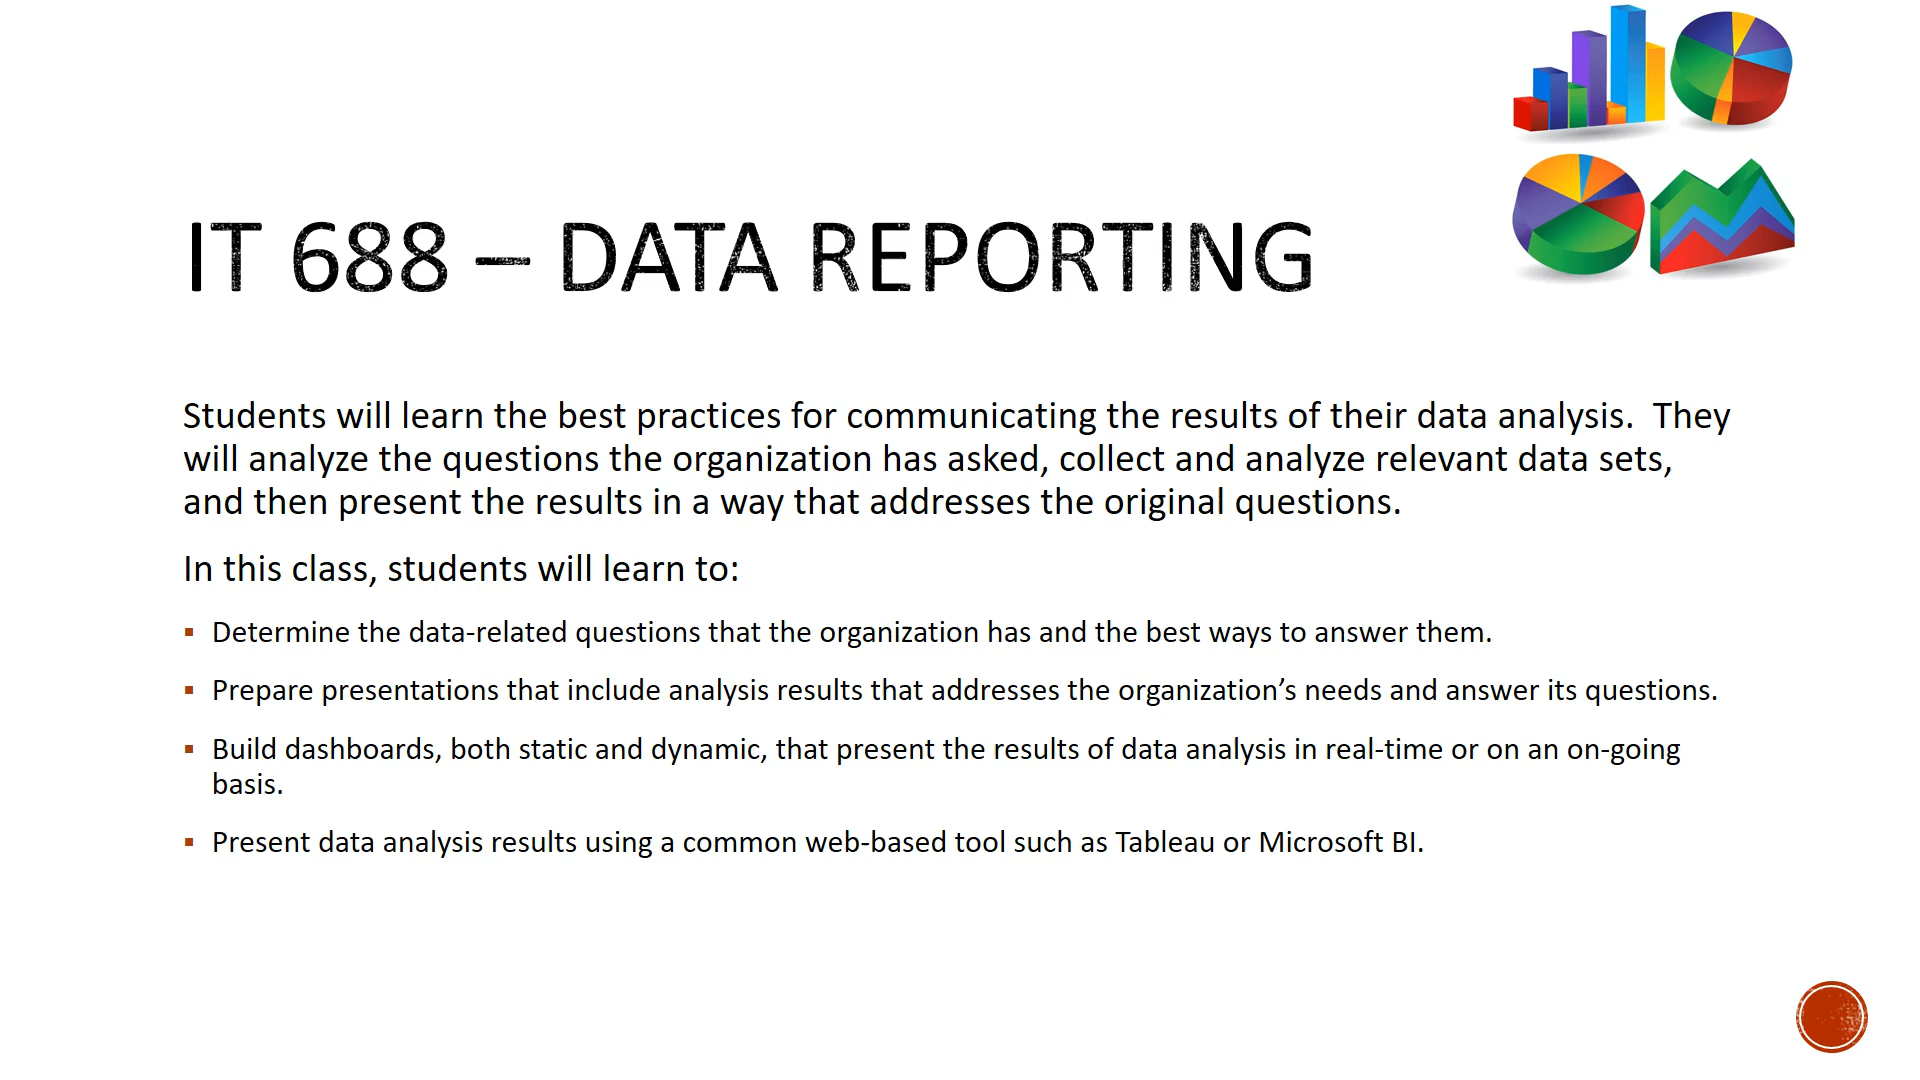 IT 688 – DATA REPORTING
Students will learn the best practices for communicating the results of their data analysis.  They
will analyze the questions the organization has asked, collect and analyze relevant data sets,
and then present the results in a way that addresses the original questions.
In this class, students will learn to:
▪ Determine the data-related questions that the organization has and the best ways to answer them.
▪ Prepare presentations that include analysis results that addresses the organization’s needs and answer its questions.
▪ Build dashboards, both static and dynamic, that present the results of data analysis in real-time or on an on-going
basis.
▪ Present data analysis results using a common web-based tool such as Tableau or Microsoft BI.